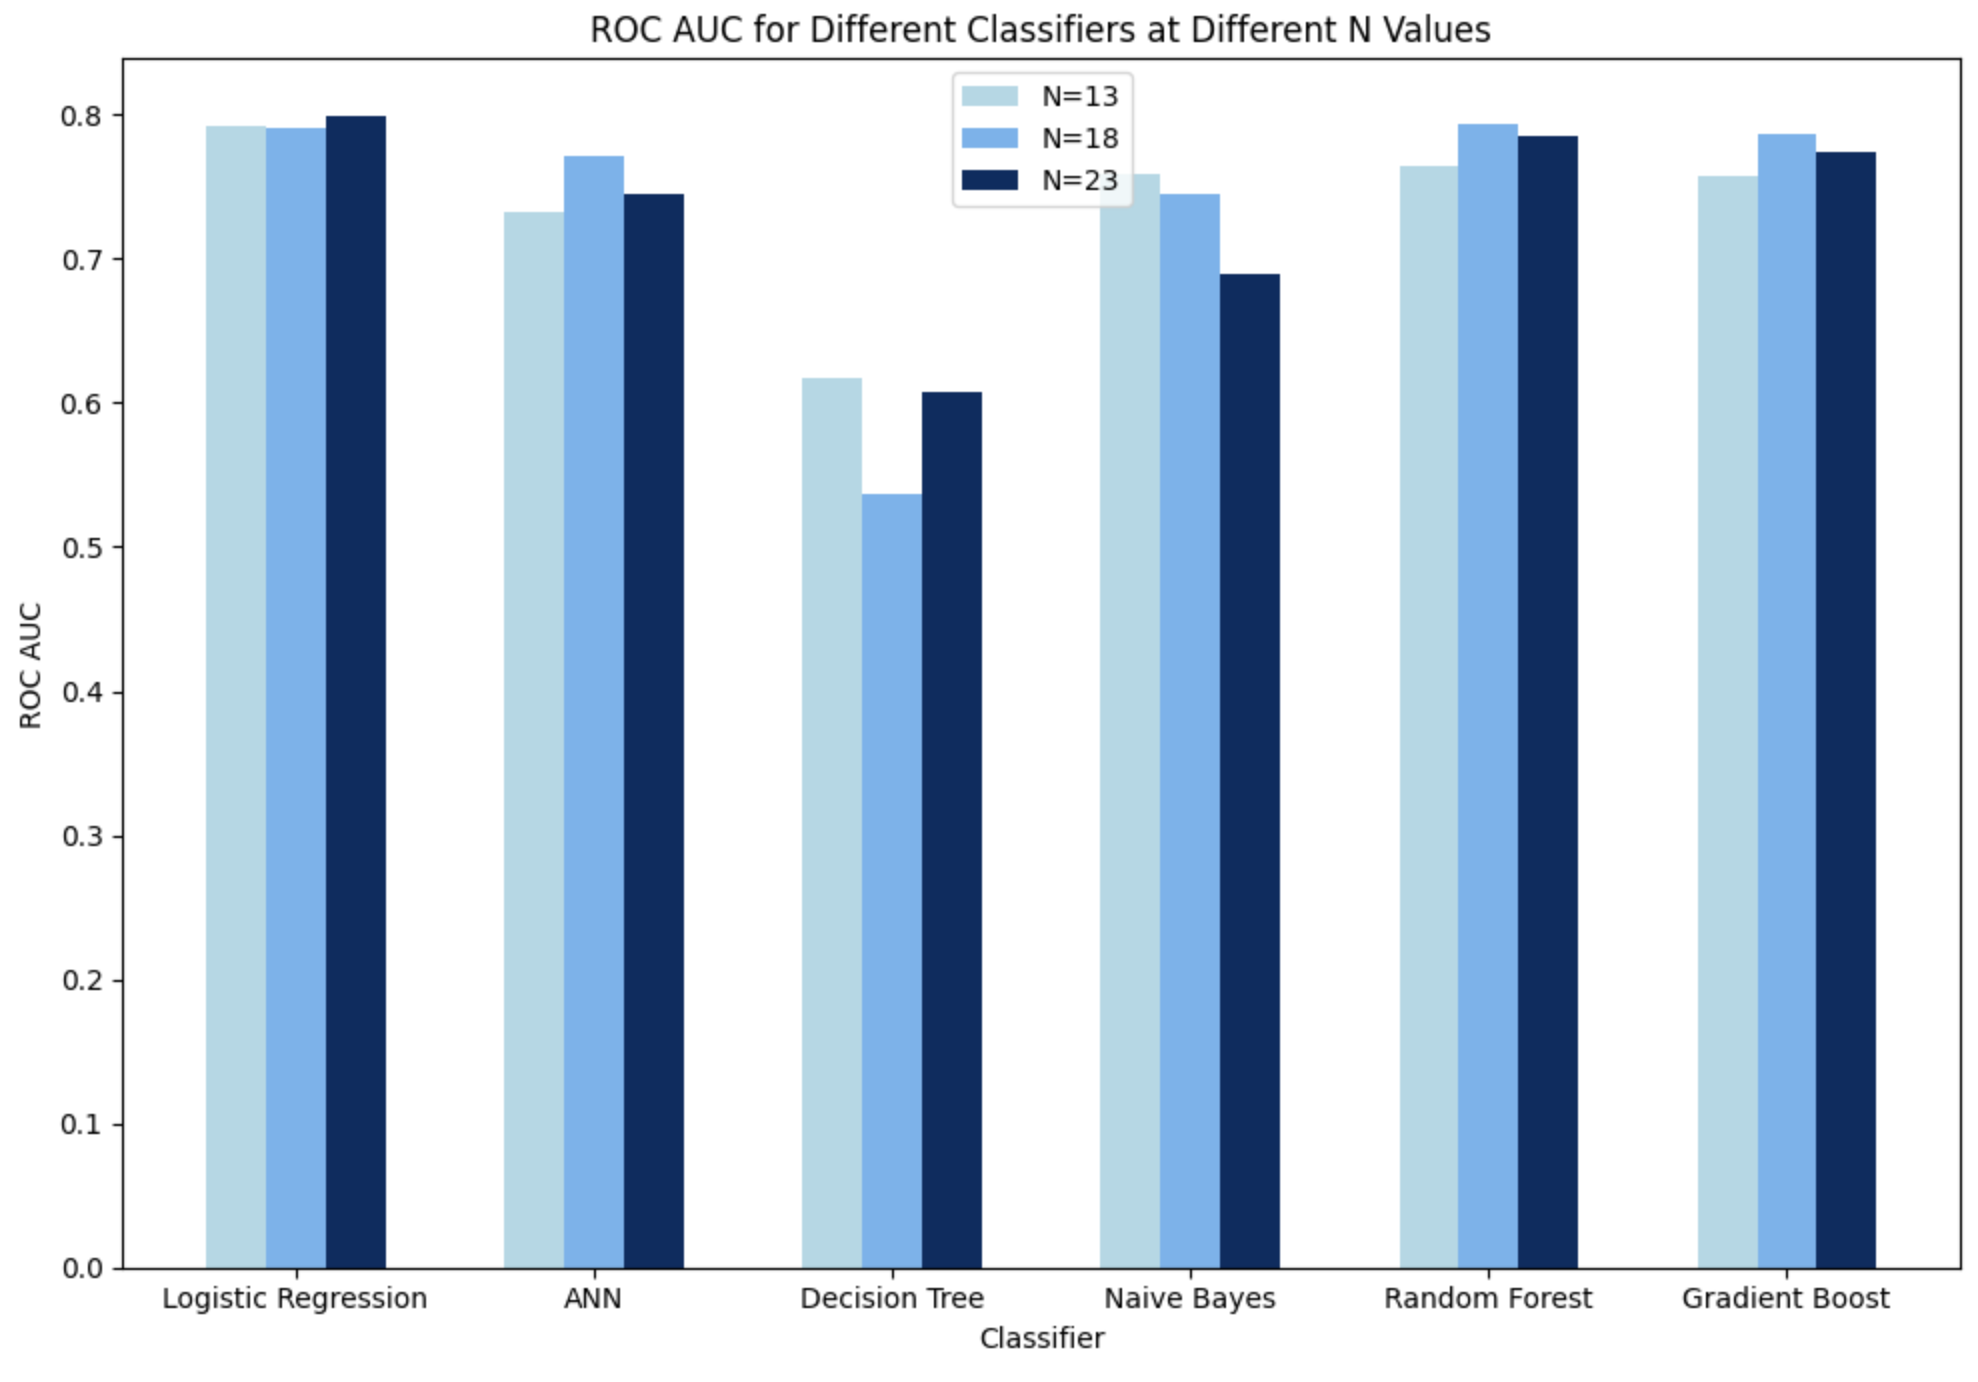 ROC AUC for Different Classifiers at Different N Values
N=13
N=18
N=23
0.8
0.7
0.6
0.5
0.4
0.3
0.2
0.1
0.0
ROC AUC
Logistic Regression
ANN
Decision Tree
Naive Bayes
Random Forest
Gradient Boost
Classifier